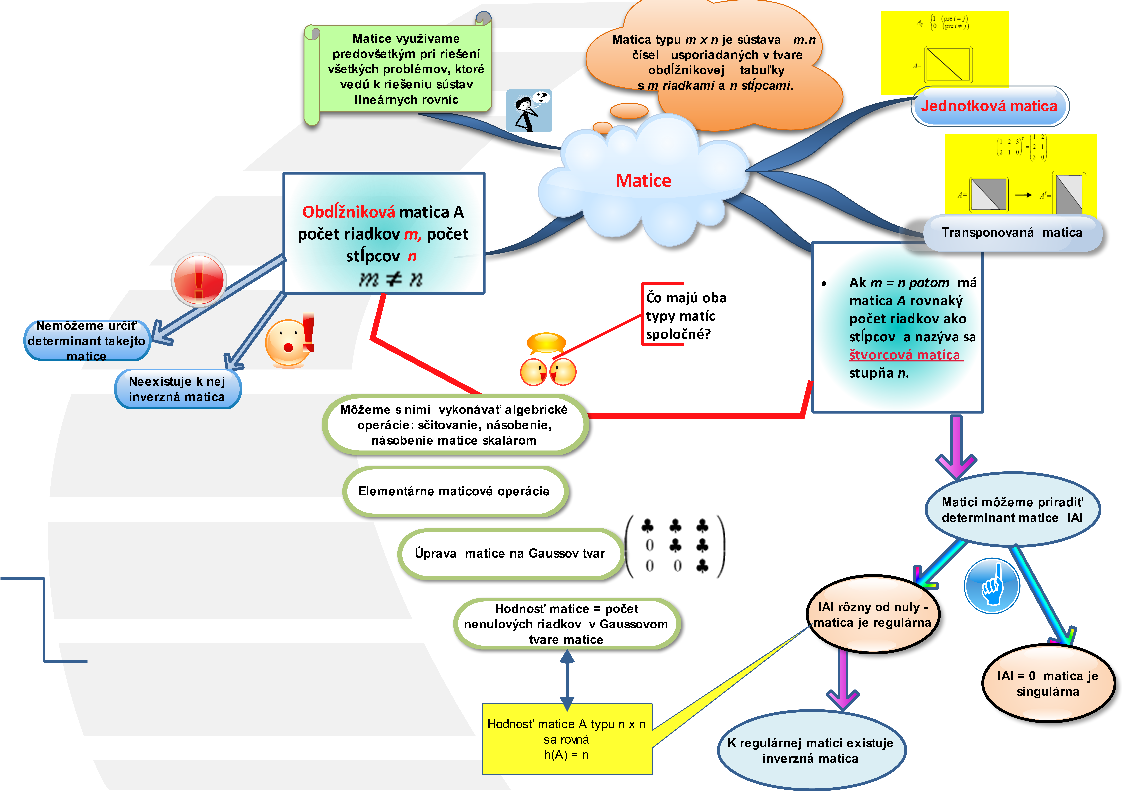 Matice využívame
predovšetkým pri riešení
všetkých problémov, ktoré
vedú k riešeniu sústav
lineárnych rovníc
Matica typu m x n je sústava m.n
čísel usporiadaných v tvare
obdĺžnikovej tabuľky
s m riadkami a n stĺpcami.
Jednotková matica
Matice
Transponovaná matica
Obdĺžniková matica A
počet riadkov m, počet
stĺpcov n
m ≠ n
Nemôžeme určiť
determinant takejto
matice
Neexistuje k nej
inverzná matica
Čo majú oba
typy matíc
spoločné?
• Ak m = n potom má
matica A rovnaký
počet riadkov ako
stĺpcov a nazýva sa
štvorcová matica
stupňa n.
Môžeme s nimi vykonávať algebrické
operácie: sčitovanie, násobenie,
násobenie matice skalárom
Elementárne maticové operácie
Úprava matice na Gaussov tvar
♣ ♣ ♣
0 ♣ ♣
0 0 ♣
Hodnosť matice = počet
nenulových riadkov v Gaussovom
tvare matice
Hodnosť matice A typu n x n
sa rovná
h(A) = n
Matici môžeme priradiť
determinant matice IAI
IAI rôzny od nuly -
matica je regulárna
IAI = 0 matica je
singulárna
K regulárnej matici existuje
inverzná matica